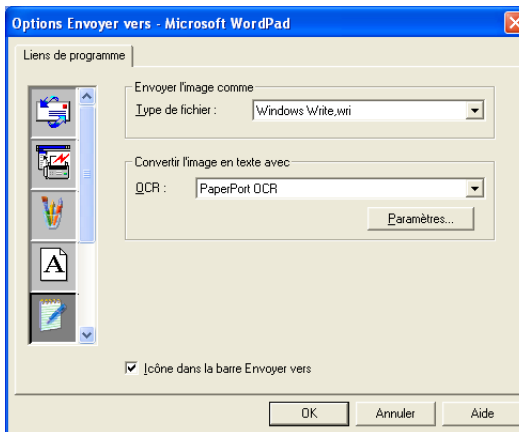 Options Envoyer vers - Microsoft WordPad
Liens de programme
Envoyer l'image comme
Type de fichier :
Windows Write,wri
Convertir l'image en texte avec
OCR :
PaperPort OCR
Paramètres...
A
Icône dans la barre Envoyer vers
OK
Annuler
Aide